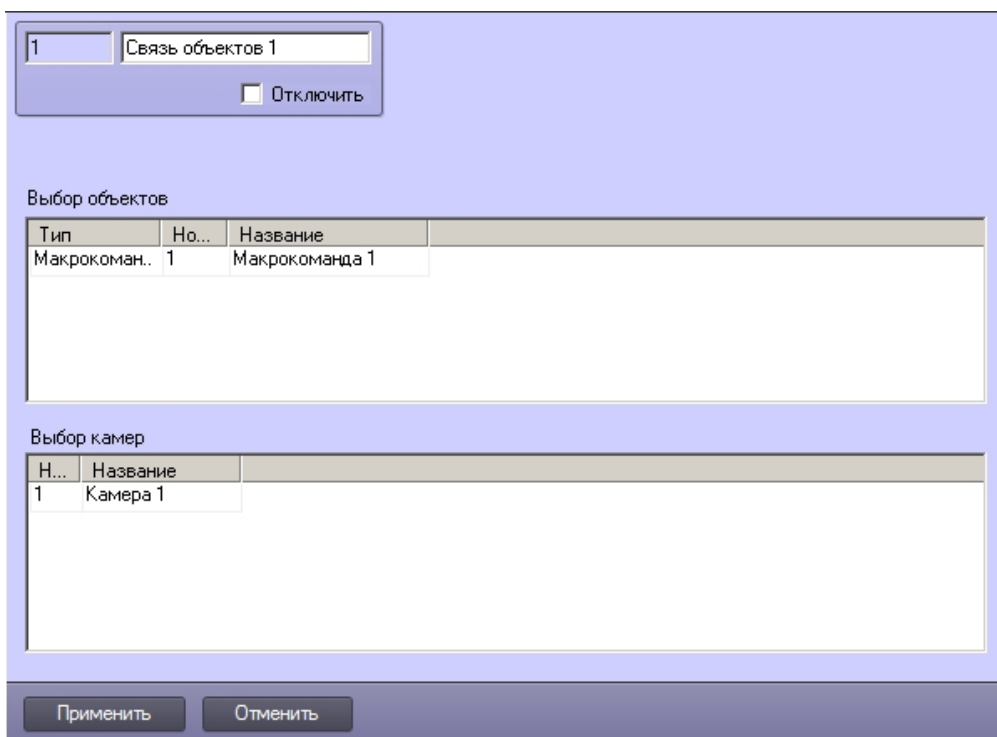 1 Связь объектов 1
Отключить
Выбор объектов
Тип Но... Название
Макрокоман.. 1 Макрокоманда 1
Выбор камер
Н... Название
1 Камера 1
Применить Отменить